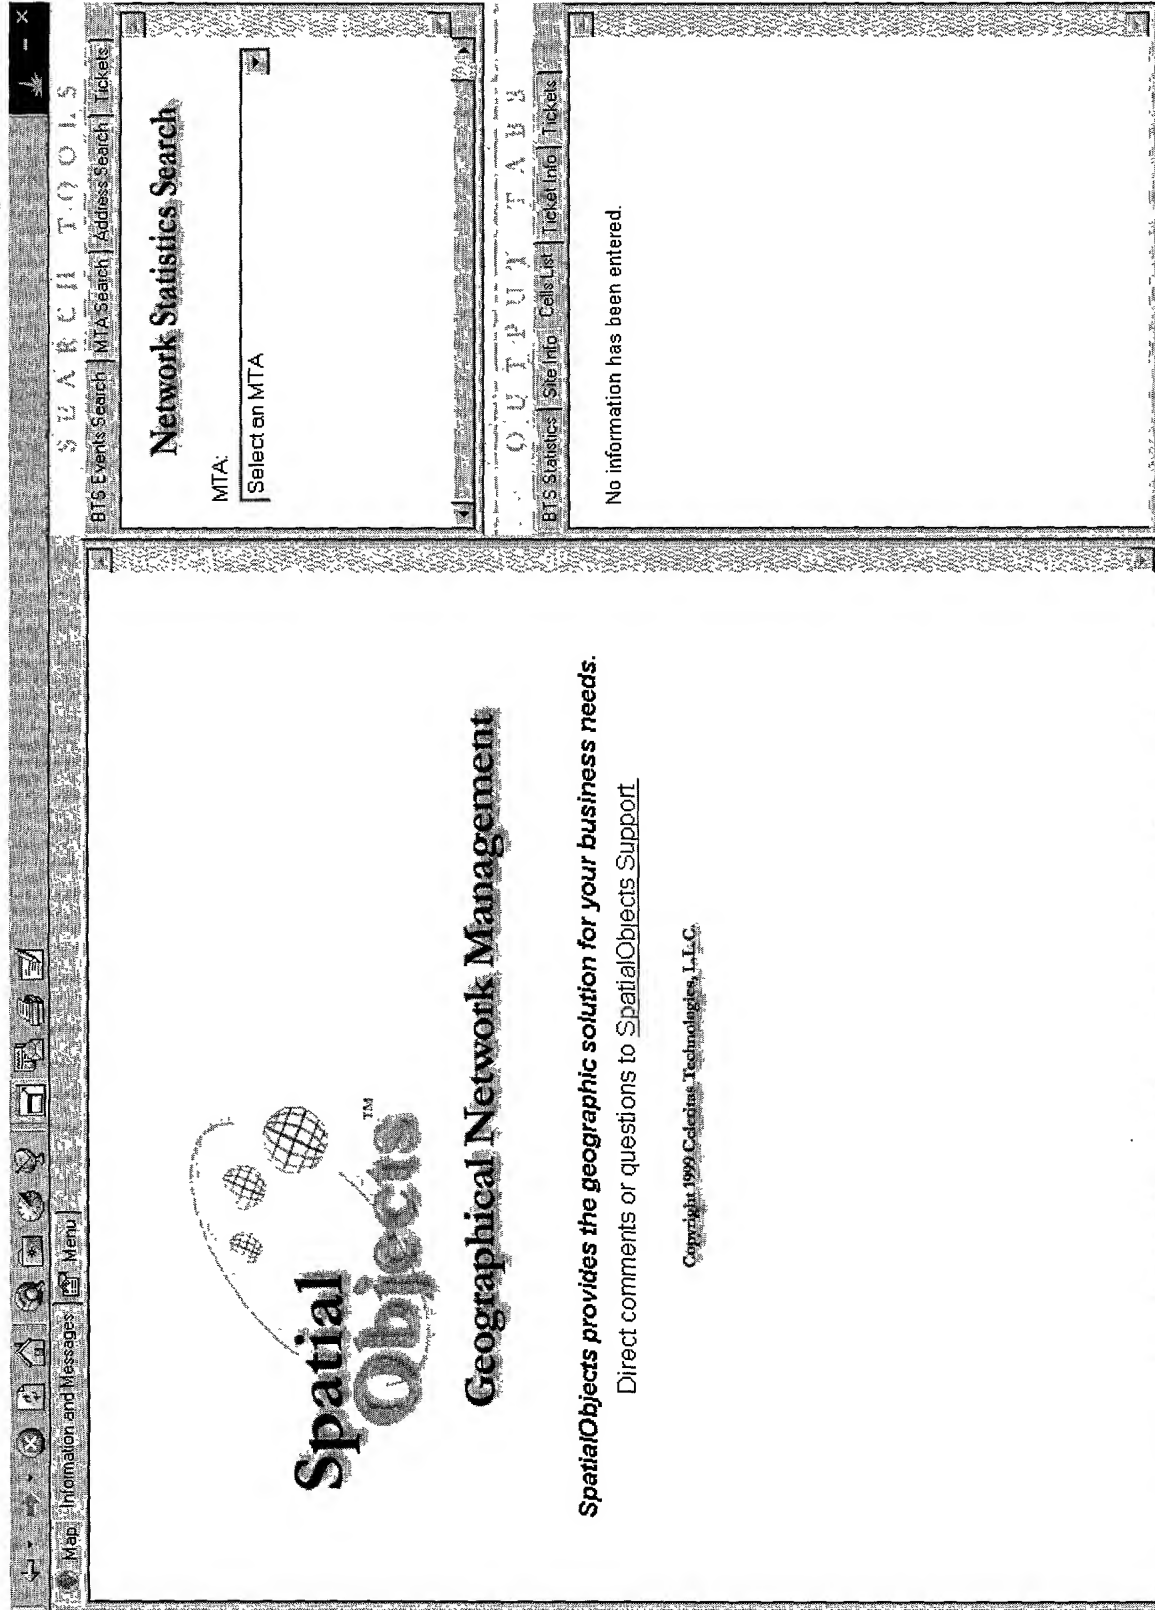 Map
Information and Messages
Menu
Spatial
Objects™
Geographical Network Management
SpatialObjects provides the geographic solution for your business needs.
Direct comments or questions to SpatialObjects Support
Copyright 1999 Celeritas Technologies, L.L.C.
SEARCH TOOLS
BTS Events Search MTA Search Address Search Tickets
Network Statistics Search
MTA:
Select an MTA
OUTPUT TABS
BTS Statistics Site Info Cells List Ticket Info Tickets
No information has been entered.